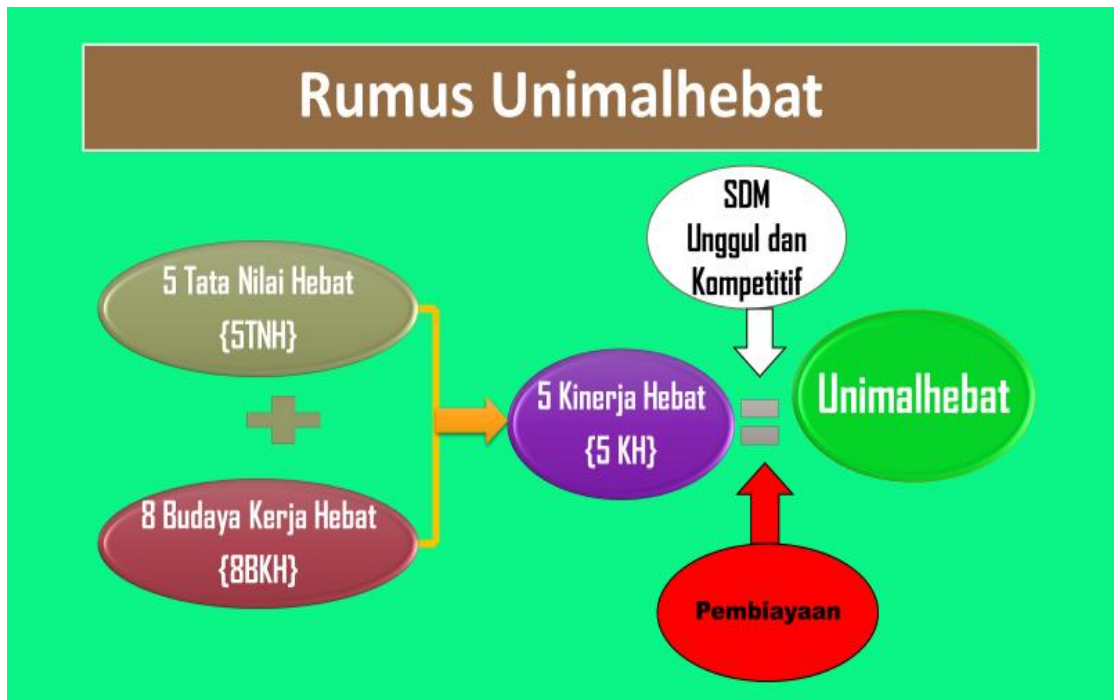 Rumus Unimalhebat
SDM
Unggul dan
Kompetitif
5 Tata Nilai Hebat
{5TNH}
5 Kinerja Hebat
{5 KH}
Unimalhebat
8 Budaya Kerja Hebat
{8BKH}
Pembiayaan